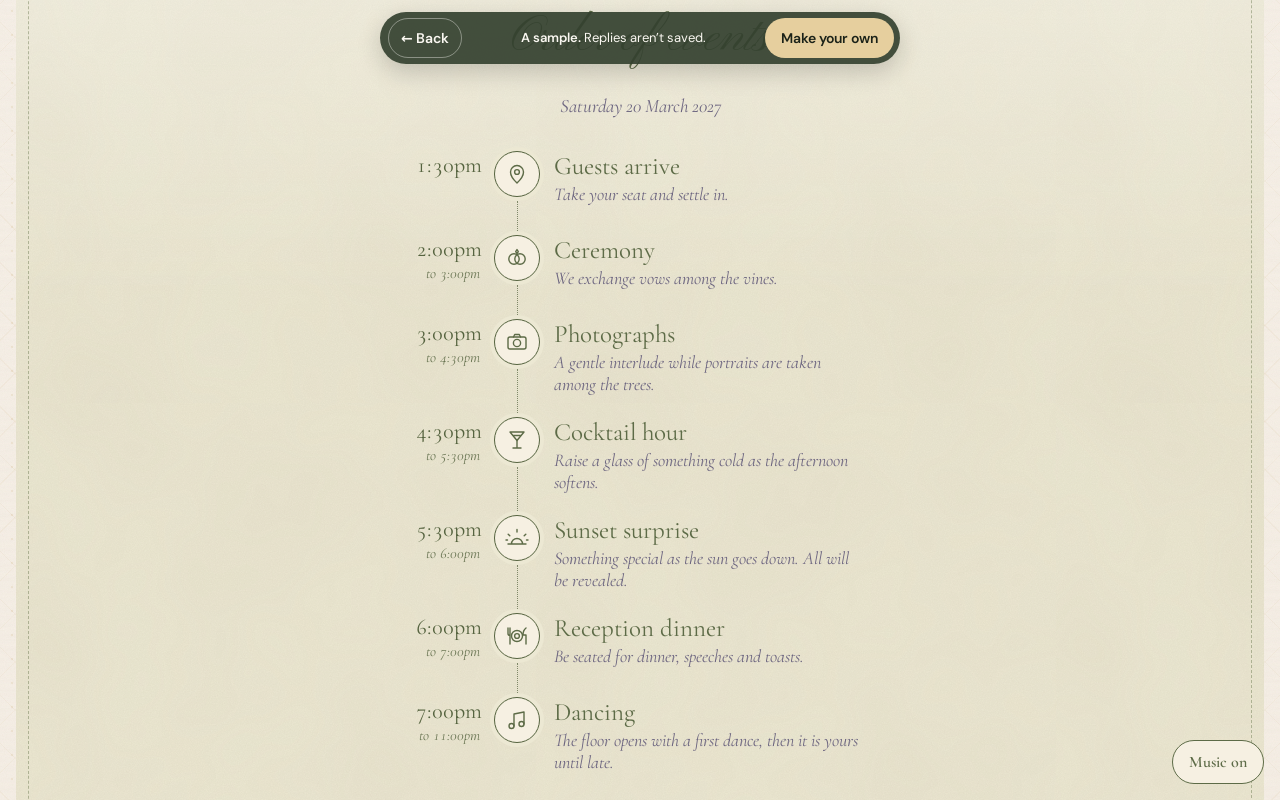 ← Back
A sample. Replies aren't saved.
Make your own
Order of events
Saturday 20 March 2027
1:30pm
Guests arrive
Take your seat and settle in.
2:00pm
to 3:00pm
Ceremony
We exchange vows among the vines.
3:00pm
to 4:30pm
Photographs
A gentle interlude while portraits are taken
among the trees.
4:30pm
to 5:30pm
Cocktail hour
Raise a glass of something cold as the afternoon
softens.
5:30pm
to 6:00pm
Sunset surprise
Something special as the sun goes down. All will
be revealed.
6:00pm
to 7:00pm
Reception dinner
Be seated for dinner, speeches and toasts.
7:00pm
to 11:00pm
Dancing
The floor opens with a first dance, then it is yours
until late.
Music on